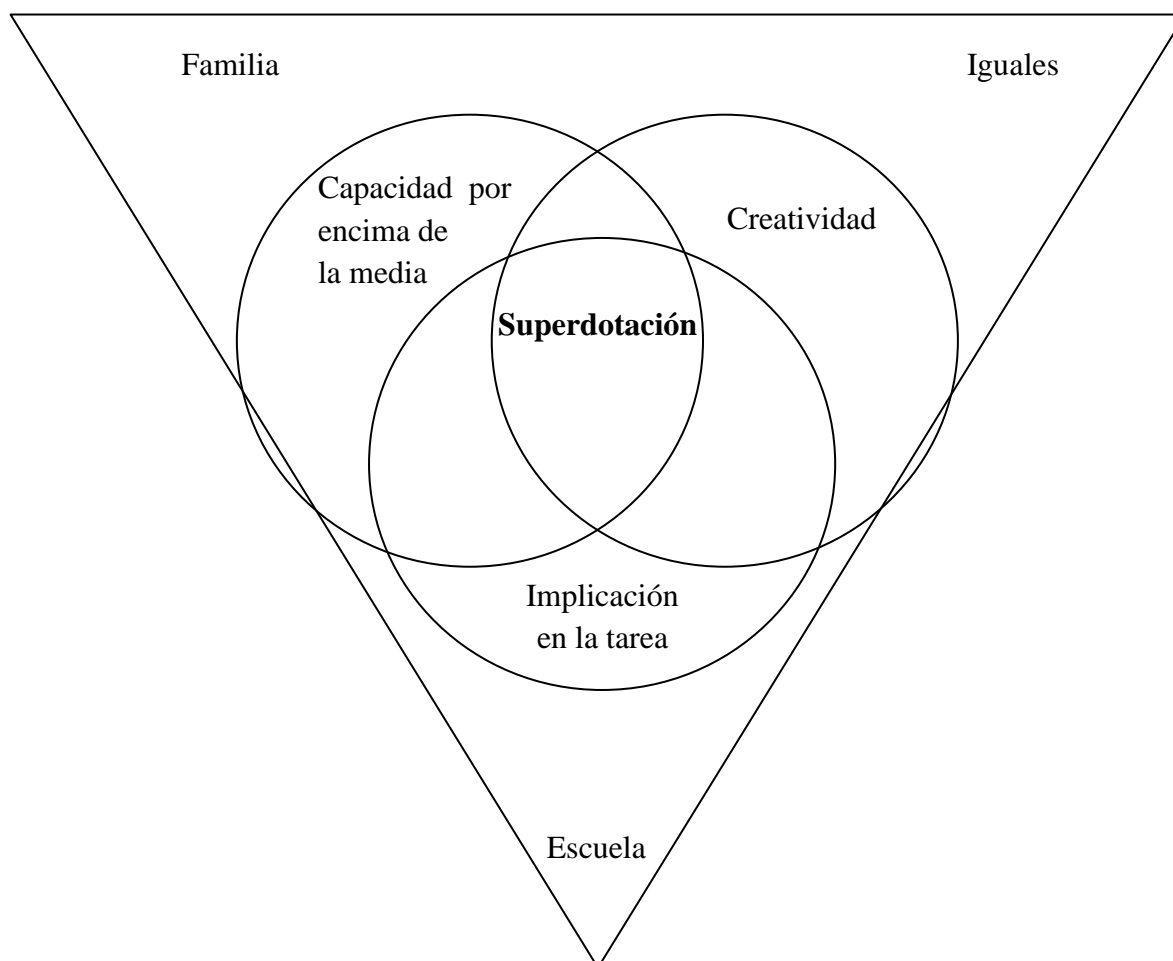 Familia
Iguales
Capacidad por
encima de
la media
Creatividad
Superdotación
Implicación
en la tarea
Escuela